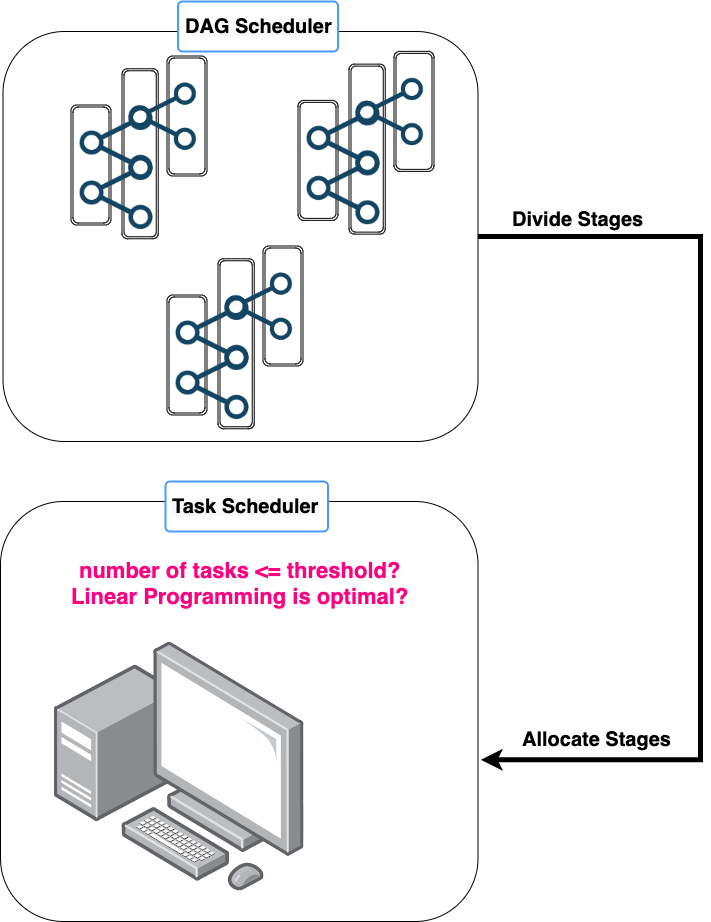 DAG Scheduler
Divide Stages
Task Scheduler
number of tasks <= threshold?
Linear Programming is optimal?
Allocate Stages